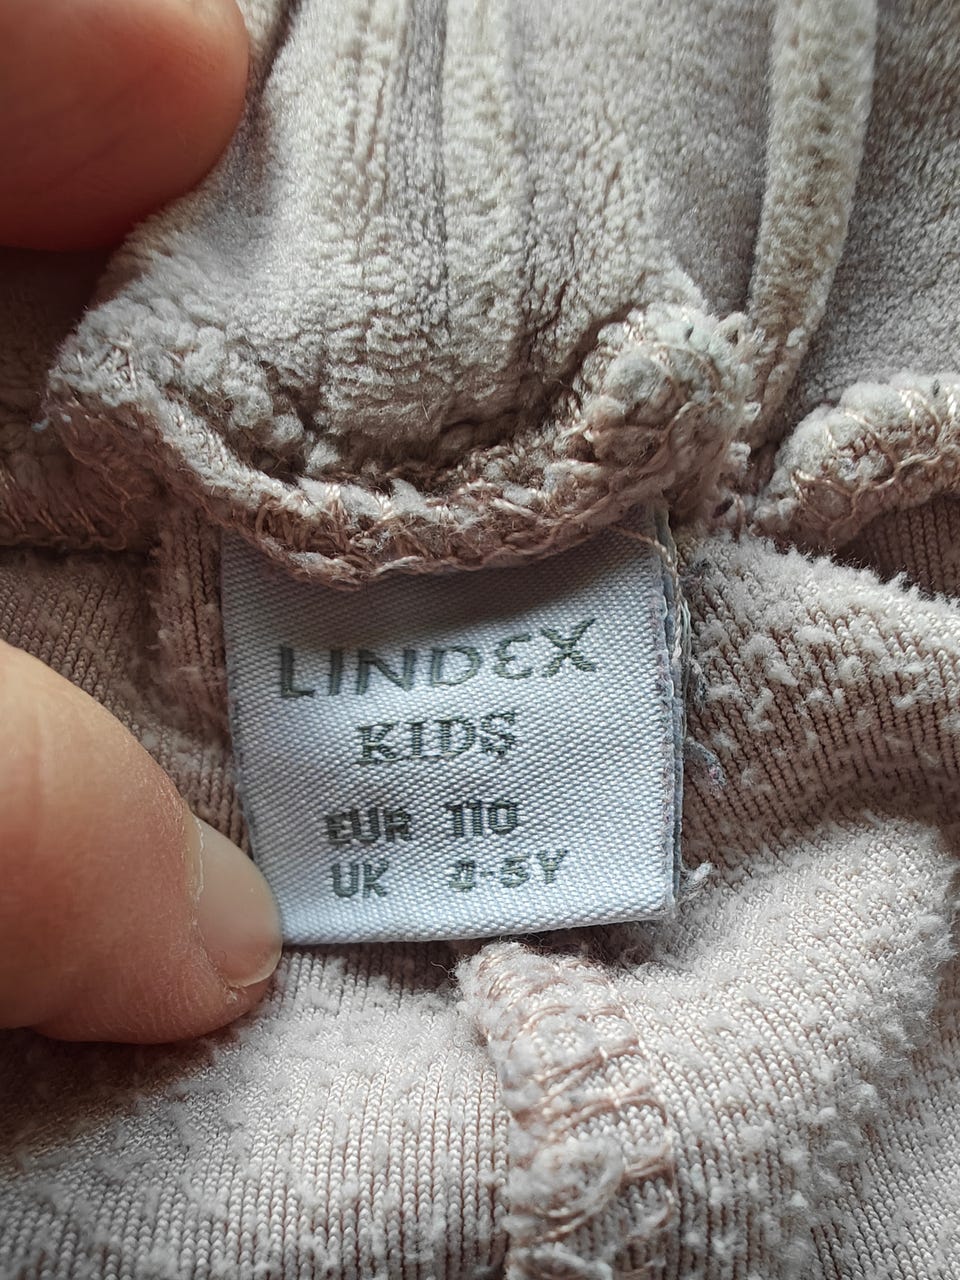 LINDEX
KIDS
EUR 110
UK 4-5Y